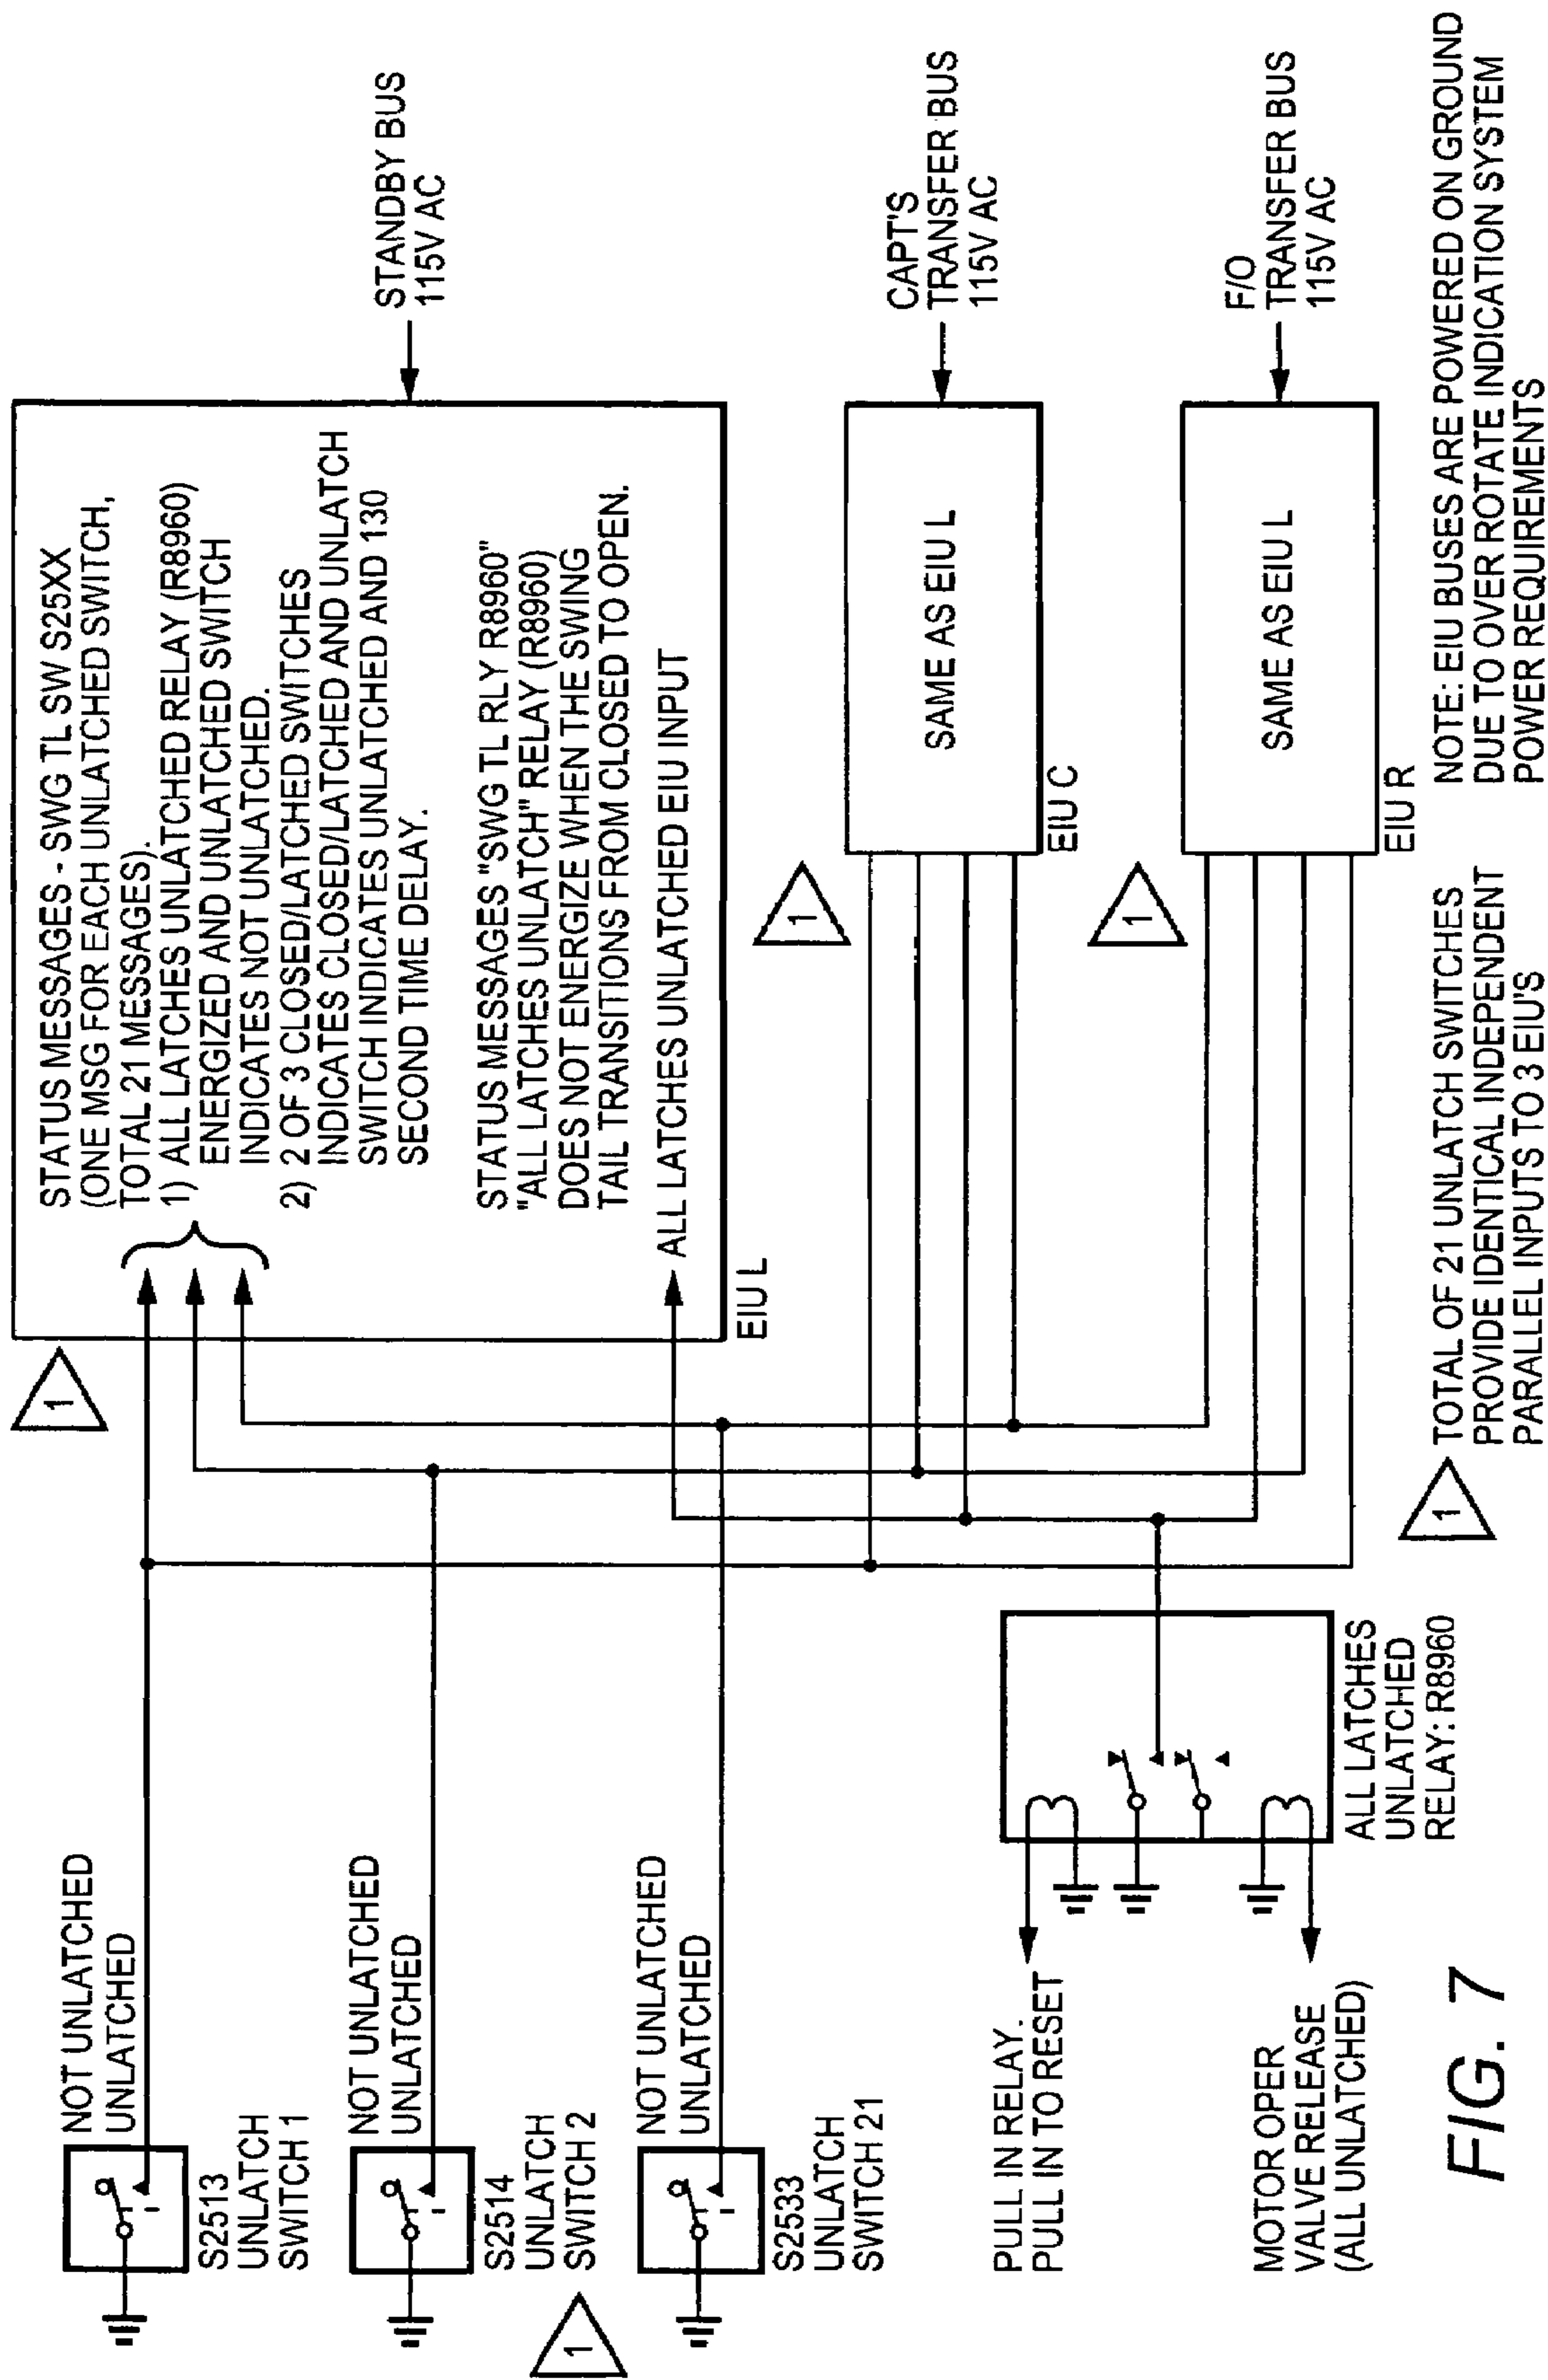 NOT UNLATCHED
UNLATCHED
S2513
UNLATCH
SWITCH 1
NOT UNLATCHED
UNLATCHED
S2514
UNLATCH
SWITCH 2
1
NOT UNLATCHED
UNLATCHED
S2533
UNLATCH
SWITCH 21
PULL IN RELAY.
PULL IN TO RESET
MOTOR OPER
VALVE RELEASE
(ALL UNLATCHED)
ALL LATCHES
UNLATCHED
RELAY: R8960
1
STATUS MESSAGES - SWG TL SW S25XX
(ONE MSG FOR EACH UNLATCHED SWITCH,
TOTAL 21 MESSAGES).
1) ALL LATCHES UNLATCHED RELAY (R8960)
ENERGIZED AND UNLATCHED SWITCH
INDICATES NOT UNLATCHED.
2) 2 OF 3 CLOSED/LATCHED SWITCHES
INDICATES CLOSED/LATCHED AND UNLATCH
SWITCH INDICATES UNLATCHED AND 130
SECOND TIME DELAY.
STATUS MESSAGES "SWG TL RLY R8960"
"ALL LATCHES UNLATCH" RELAY (R8960)
DOES NOT ENERGIZE WHEN THE SWING
TAIL TRANSITIONS FROM CLOSED TO OPEN.
ALL LATCHES UNLATCHED EIU INPUT
EIU L
STANDBY BUS
115V AC
1
SAME AS EIU L
EIU C
CAPT'S
TRANSFER BUS
115V AC
1
SAME AS EIU L
EIU R
F/O
TRANSFER BUS
115V AC
1
TOTAL OF 21 UNLATCH SWITCHES
PROVIDE IDENTICAL INDEPENDENT
PARALLEL INPUTS TO 3 EIU'S
NOTE: EIU BUSES ARE POWERED ON GROUND
DUE TO OVER ROTATE INDICATION SYSTEM
POWER REQUIREMENTS
FIG. 7